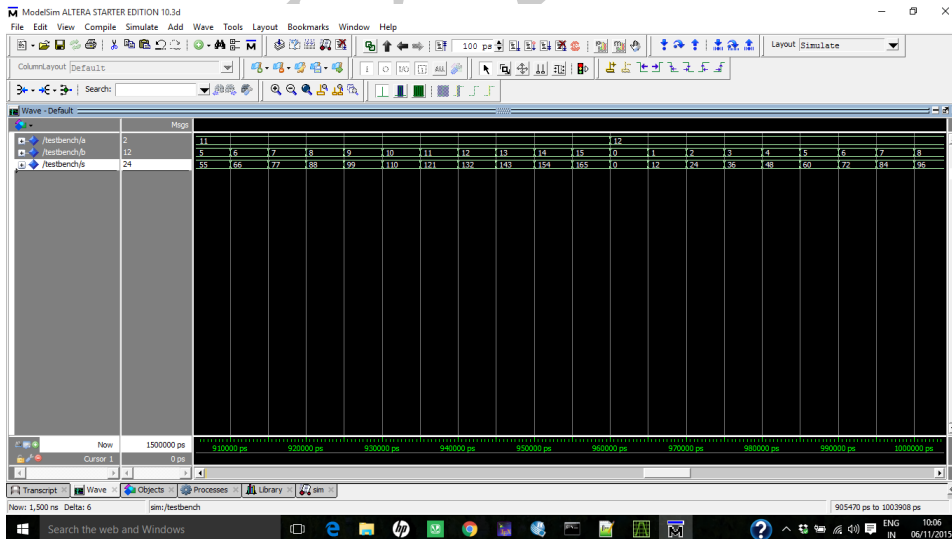 ModelSim ALTERA STARTER EDITION 10.3d
File Edit View Compile Simulate Add Wave Tools Layout Bookmarks Window Help
100 ps
Layout Simulate
ColumnLayout Default
Search:
Wave - Default
Msgs
/testbench/a 2 11 12
/testbench/b 12 5 6 7 8 9 10 11 12 13 14 15 0 1 2 3 4 5 6 7 8
/testbench/s 24 55 66 77 88 99 110 121 132 143 154 165 0 12 24 36 48 60 72 84 96
Now 1500000 ps 910000 ps 920000 ps 930000 ps 940000 ps 950000 ps 960000 ps 970000 ps 980000 ps 990000 ps 1000000 ps
Cursor 1 0 ps
Transcript Wave Objects Processes Library sim
Now: 1,500 ns Delta: 6 sim:/testbench 905470 ps to 1003908 ps
Search the web and Windows
ENG 10:06
IN 06/11/2015